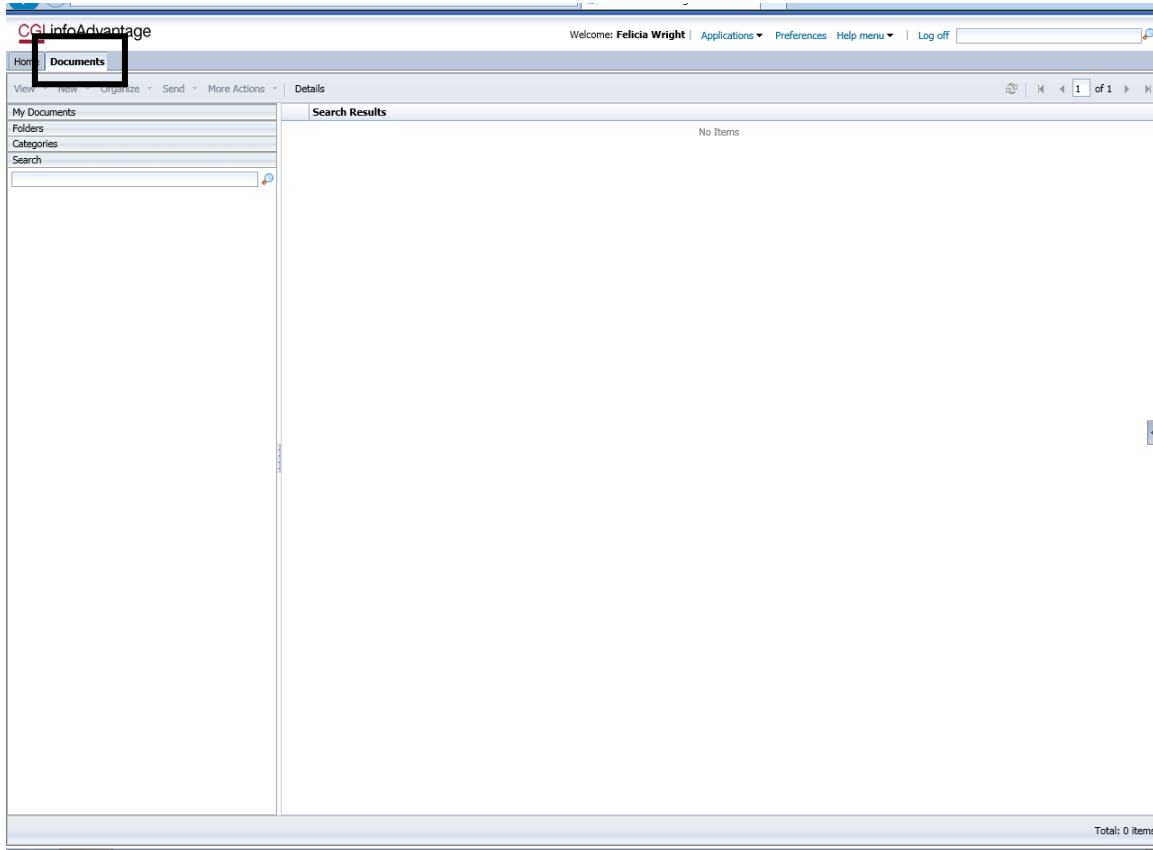 CGI infoAdvantage
Welcome: Felicia Wright | Applications Preferences Help menu | Log off
Home Documents
View New Organize Send More Actions | Details 1 of 1
My Documents
Search Results
Folders
No Items
Categories
Search
Total: 0 items